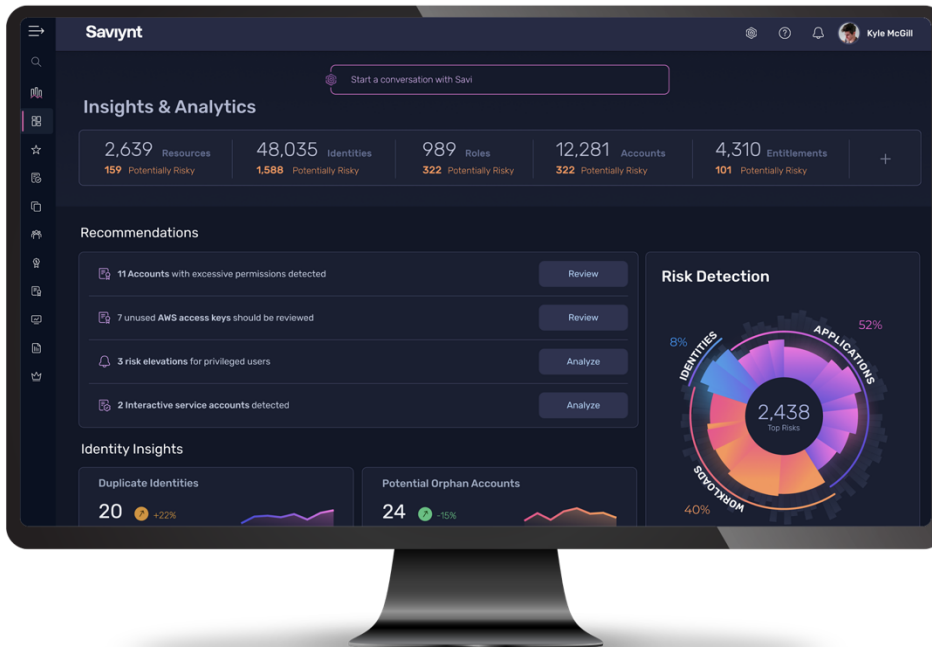 Saviynt
Kyle McGill
Start a conversation with Savi
Insights & Analytics
2,639 Resources
159 Potentially Risky
48,035 Identities
1,588 Potentially Risky
989 Roles
322 Potentially Risky
12,281 Accounts
322 Potentially Risky
4,310 Entitlements
101 Potentially Risky
Recommendations
11 Accounts with excessive permissions detected
Review
7 unused AWS access keys should be reviewed
Review
3 risk elevations for privileged users
Analyze
2 Interactive service accounts detected
Analyze
Risk Detection
52%
8%
IDENTITIES
APPLICATIONS
2,438
Top Risks
WORKLOADS
40%
Identity Insights
Duplicate Identities
20 +22%
Potential Orphan Accounts
24 -15%